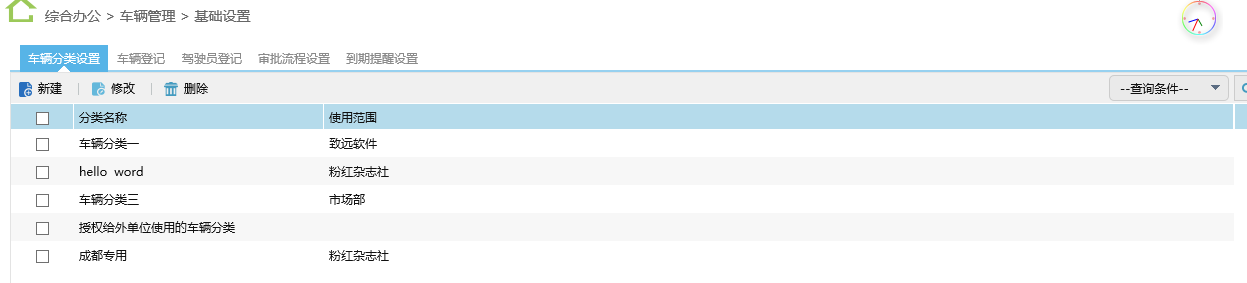 综合办公 > 车辆管理 > 基础设置
车辆分类设置 车辆登记 驾驶员登记 审批流程设置 到期提醒设置
新建 修改 删除 --查询条件--
分类名称 使用范围
车辆分类一 致远软件
hello word 粉红杂志社
车辆分类三 市场部
授权给外单位使用的车辆分类
成都专用 粉红杂志社